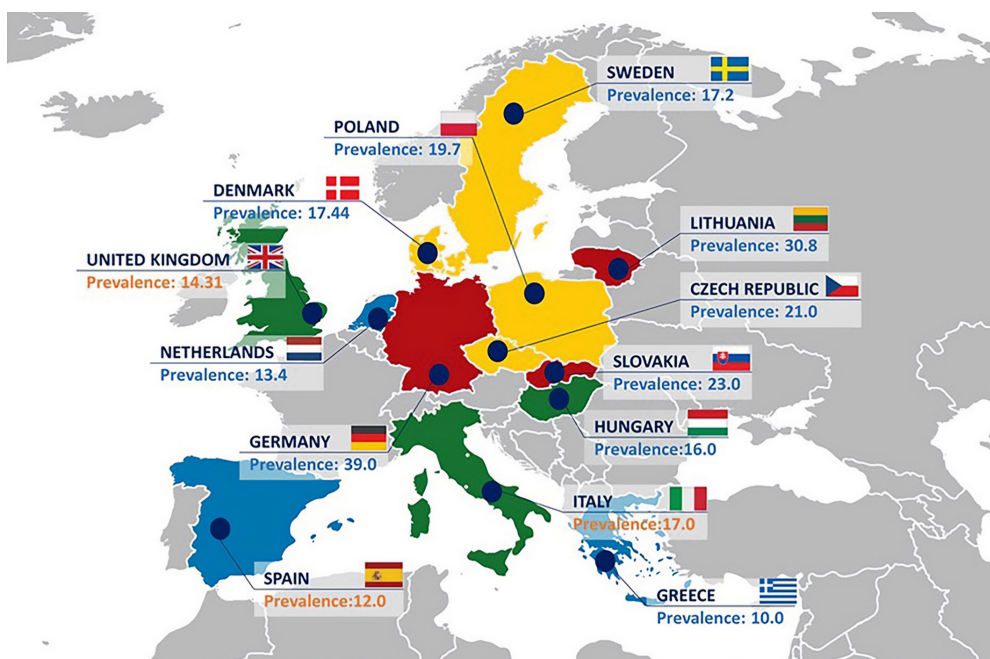 SWEDEN
Prevalence: 17.2
POLAND
Prevalence: 19.7
DENMARK
Prevalence: 17.44
LITHUANIA
Prevalence: 30.8
UNITED KINGDOM
Prevalence: 14.31
CZECH REPUBLIC
Prevalence: 21.0
NETHERLANDS
Prevalence: 13.4
SLOVAKIA
Prevalence: 23.0
GERMANY
Prevalence: 39.0
HUNGARY
Prevalence:16.0
ITALY
Prevalence:17.0
SPAIN
Prevalence:12.0
GREECE
Prevalence: 10.0